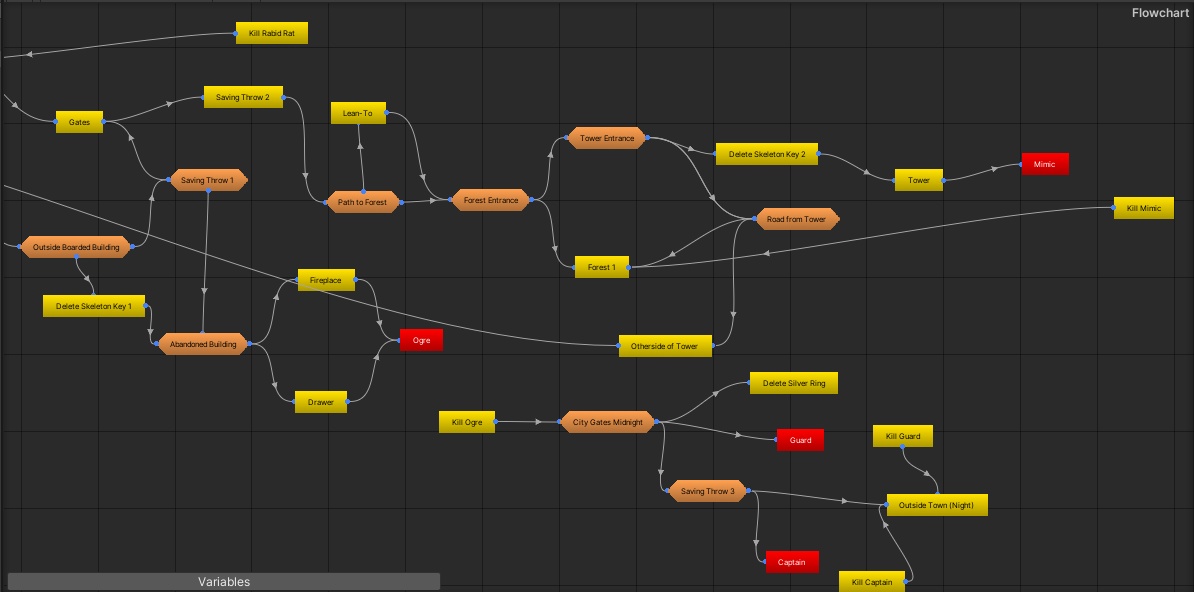 Flowchart
Kill Rabid Rat
Saving Throw 2
Lean-To
Gates
Tower Entrance
Delete Skeleton Key 2
Mimic
Saving Throw 1
Tower
Path to Forest
Forest Entrance
Kill Mimic
Road from Tower
Outside Boarded Building
Forest 1
Fireplace
Delete Skeleton Key 1
Abandoned Building
Ogre
Otherside of Tower
Delete Silver Ring
Drawer
Kill Ogre
City Gates Midnight
Guard
Kill Guard
Saving Throw 3
Outside Town (Night)
Captain
Kill Captain
Variables